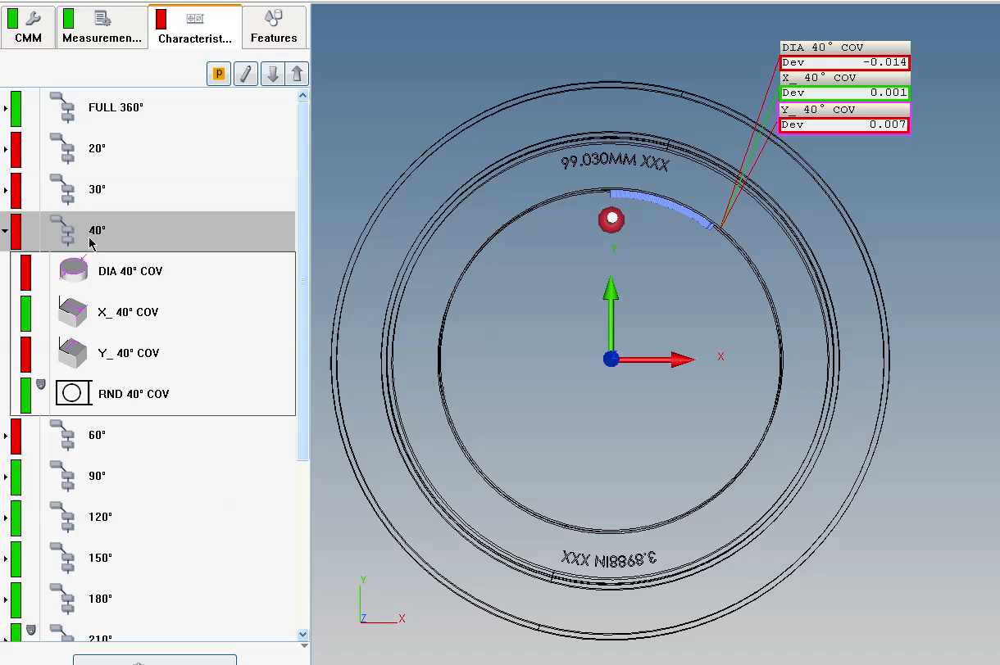 CMM
Measuremen...
Characterist...
Features
P
FULL 360°
20°
30°
40°
DIA 40° COV
X_ 40° COV
Y_ 40° COV
RND 40° COV
60°
90°
120°
150°
180°
210°
DIA 40° COV
Dev -0.014
X_ 40° COV
Dev 0.001
Y_ 40° COV
Dev 0.007
99.030MM XXX
Y
X
3.8988IN XXX
Y
Z X